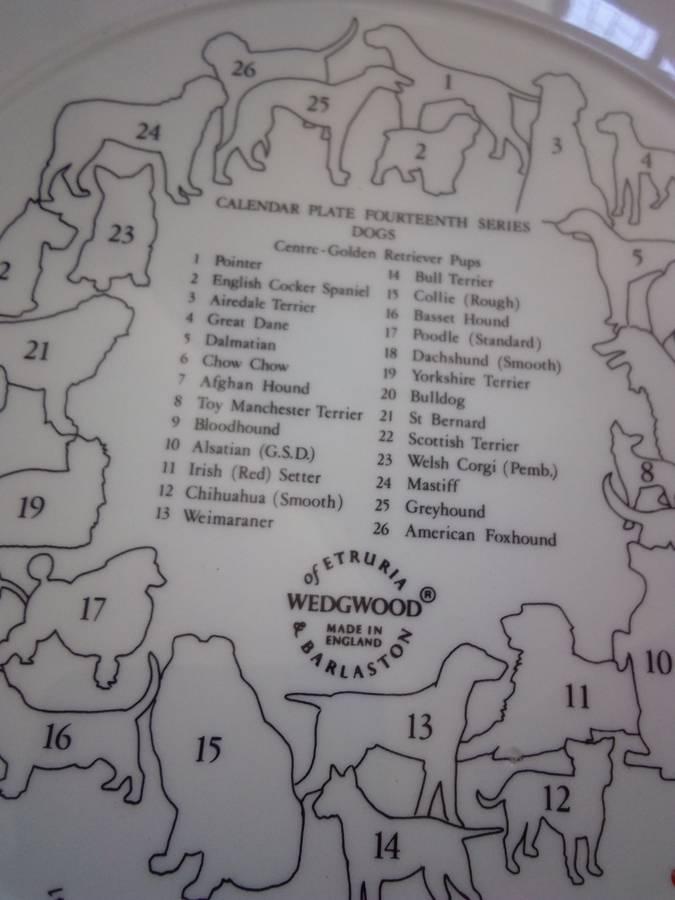 CALENDAR PLATE FOURTEENTH SERIES
DOGS
Centre-Golden Retriever Pups
1 Pointer
2 English Cocker Spaniel
3 Airedale Terrier
4 Great Dane
5 Dalmatian
6 Chow Chow
7 Afghan Hound
8 Toy Manchester Terrier
9 Bloodhound
10 Alsatian (G.S.D.)
11 Irish (Red) Setter
12 Chihuahua (Smooth)
13 Weimaraner
14 Bull Terrier
15 Collie (Rough)
16 Basset Hound
17 Poodle (Standard)
18 Dachshund (Smooth)
19 Yorkshire Terrier
20 Bulldog
21 St Bernard
22 Scottish Terrier
23 Welsh Corgi (Pemb.)
24 Mastiff
25 Greyhound
26 American Foxhound
of ETRURIA
WEDGWOOD®
MADE IN
ENGLAND
& BARLASTON
26
1
25
24
2
3
4
23
5
2
21
8
19
17
10
11
13
16
15
12
14